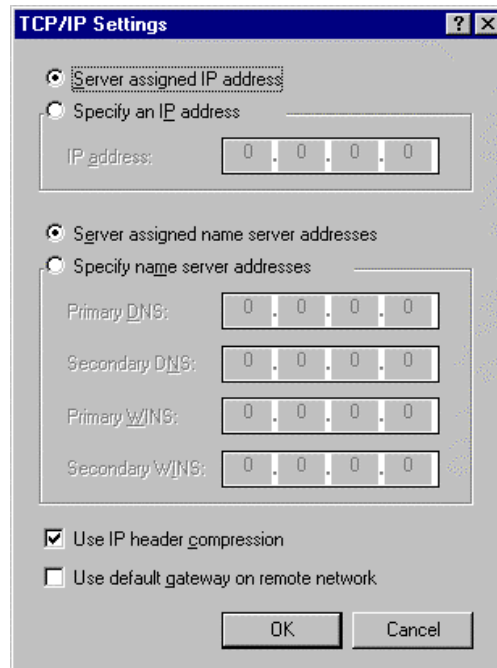 TCP/IP Settings
Server assigned IP address
Specify an IP address
IP address: 0 . 0 . 0 . 0
Server assigned name server addresses
Specify name server addresses
Primary DNS: 0 . 0 . 0 . 0
Secondary DNS: 0 . 0 . 0 . 0
Primary WINS: 0 . 0 . 0 . 0
Secondary WINS: 0 . 0 . 0 . 0
Use IP header compression
Use default gateway on remote network
OK Cancel